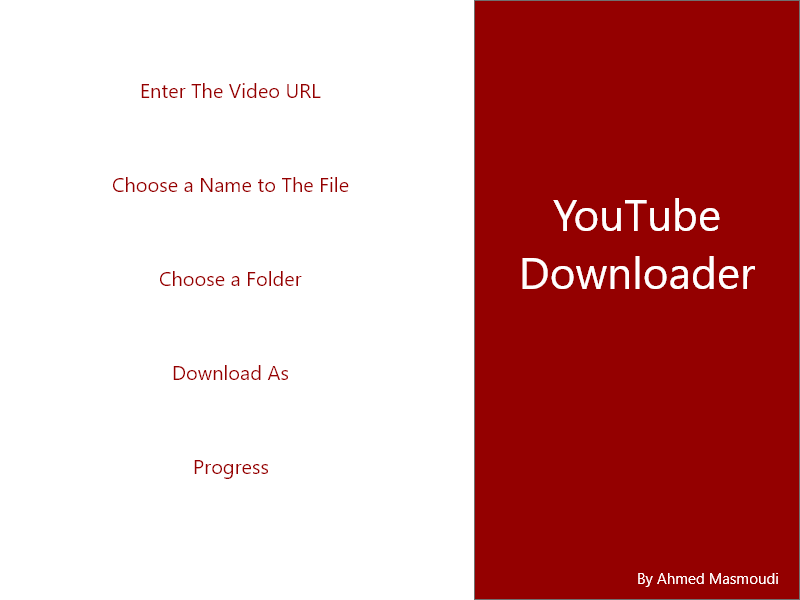 Enter The Video URL
Choose a Name to The File
Choose a Folder
Download As
Progress
YouTube
Downloader
By Ahmed Masmoudi